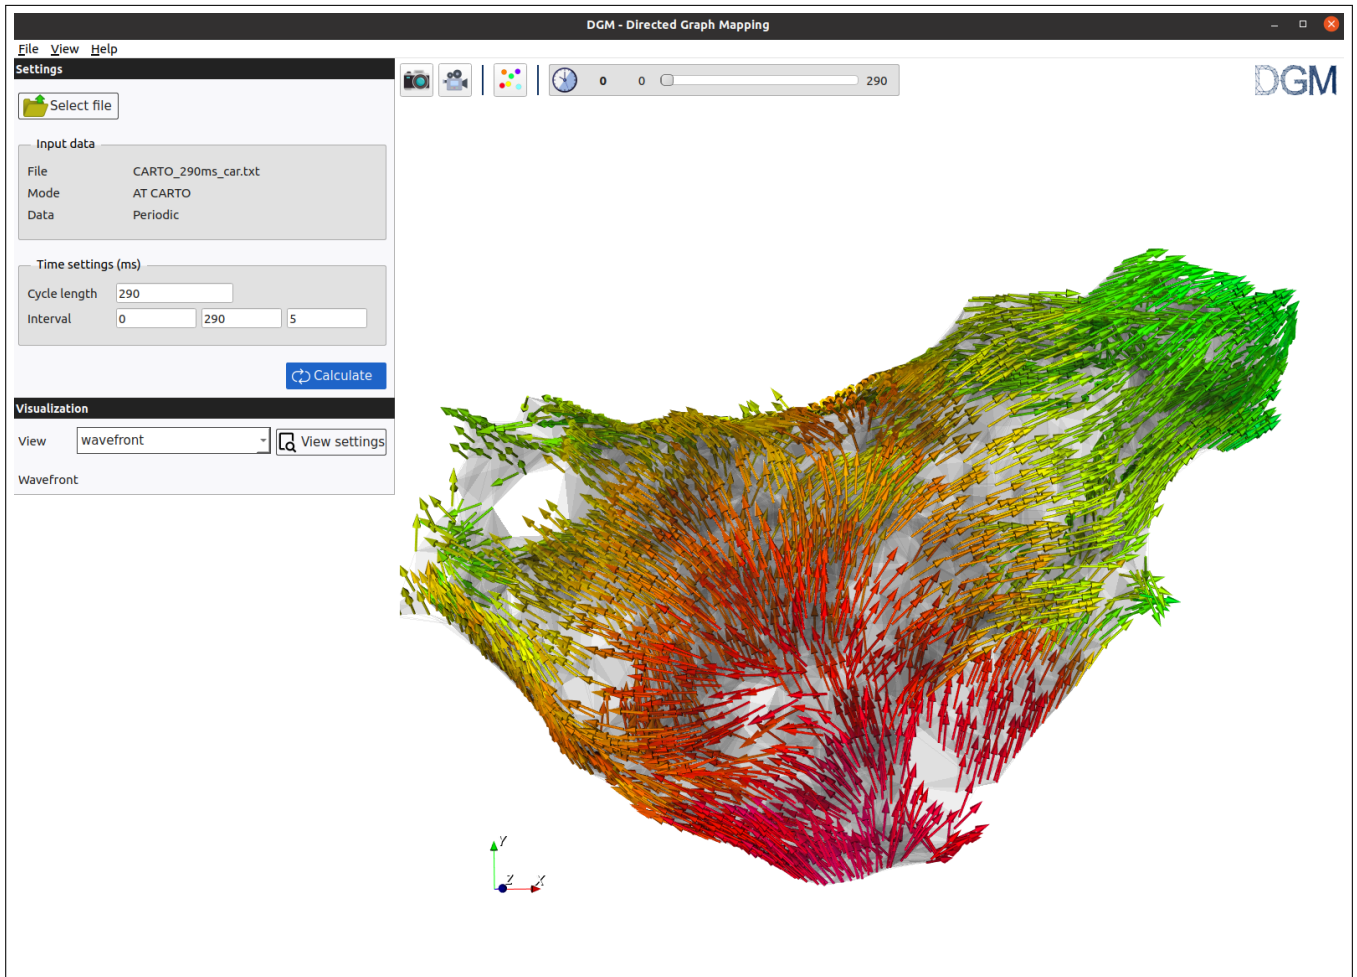 DGM - Directed Graph Mapping
File View Help
Settings
Select file
Input data
File CARTO_290ms_car.txt
Mode AT CARTO
Data Periodic
Time settings (ms)
Cycle length 290
Interval 0 290 5
Calculate
Visualization
View wavefront View settings
Wavefront
0 0 290
DGM
Y
Z X